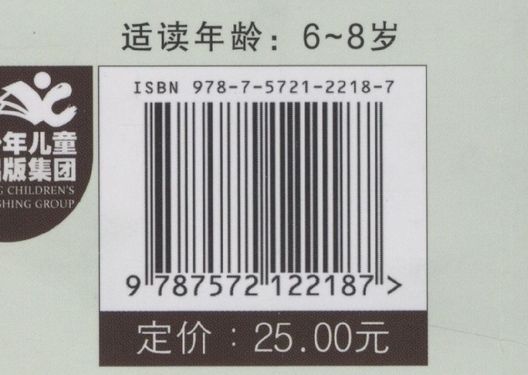 适读年龄：6~8岁
ISBN 978-7-5721-2218-7
年儿童
版集团
CHILDREN'S
GROUP
9 787572 122187 >
定价：25.00元